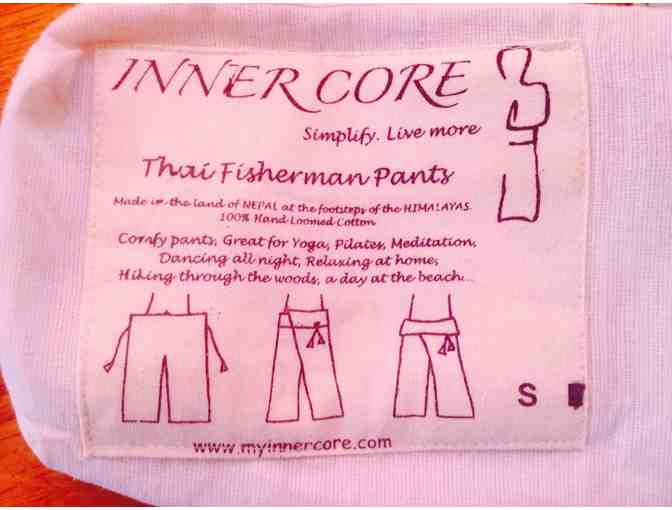 INNER CORE
Simplify. Live more
Thai Fisherman Pants
Made in the land of NEPAL at the footsteps of the HIMALAYAS.
100% Hand Loomed Cotton
Comfy pants, Great for Yoga, Pilates, Meditation,
Dancing all night, Relaxing at home,
Hiking through the woods, a day at the beach...
S
www.myinnercore.com